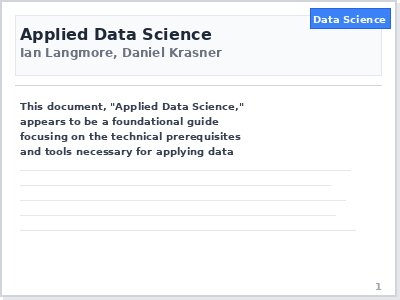 Data Science
Applied Data Science
Ian Langmore, Daniel Krasner
This document, "Applied Data Science,"
appears to be a foundational guide
focusing on the technical prerequisites
and tools necessary for applying data
1